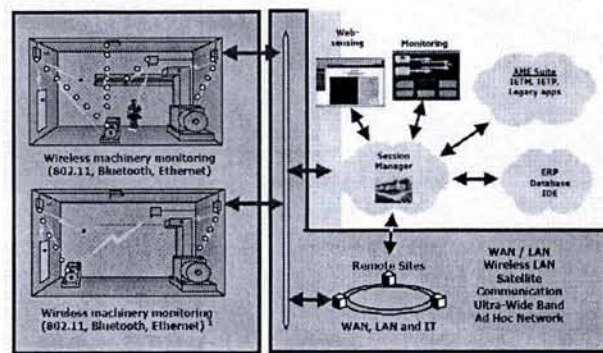 Wireless machinery monitoring
(802.11, Bluetooth, Ethernet)
Wireless machinery monitoring
(802.11, Bluetooth, Ethernet) 1
Web-
sensing
Monitoring
AME Suite
IETM, IETP,
Legacy apps
Session
Manager
ERP
Database
IDE
Remote Sites
WAN, LAN and IT
WAN / LAN
Wireless LAN
Satellite
Communication
Ultra-Wide Band
Ad Hoc Network